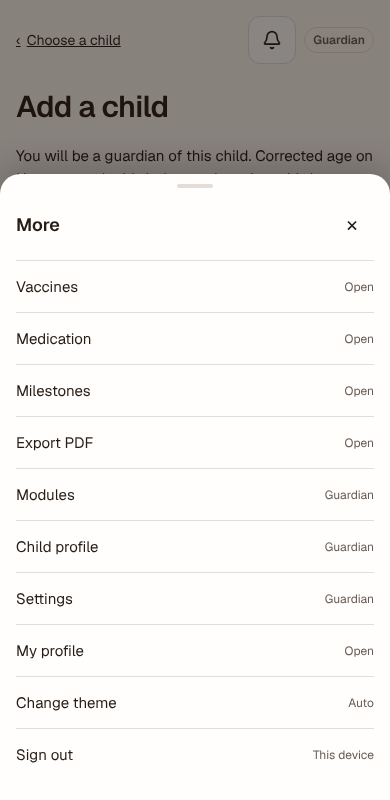 ‹ Choose a child
Guardian
Add a child
You will be a guardian of this child. Corrected age on
More
×
Vaccines Open
Medication Open
Milestones Open
Export PDF Open
Modules Guardian
Child profile Guardian
Settings Guardian
My profile Open
Change theme Auto
Sign out This device